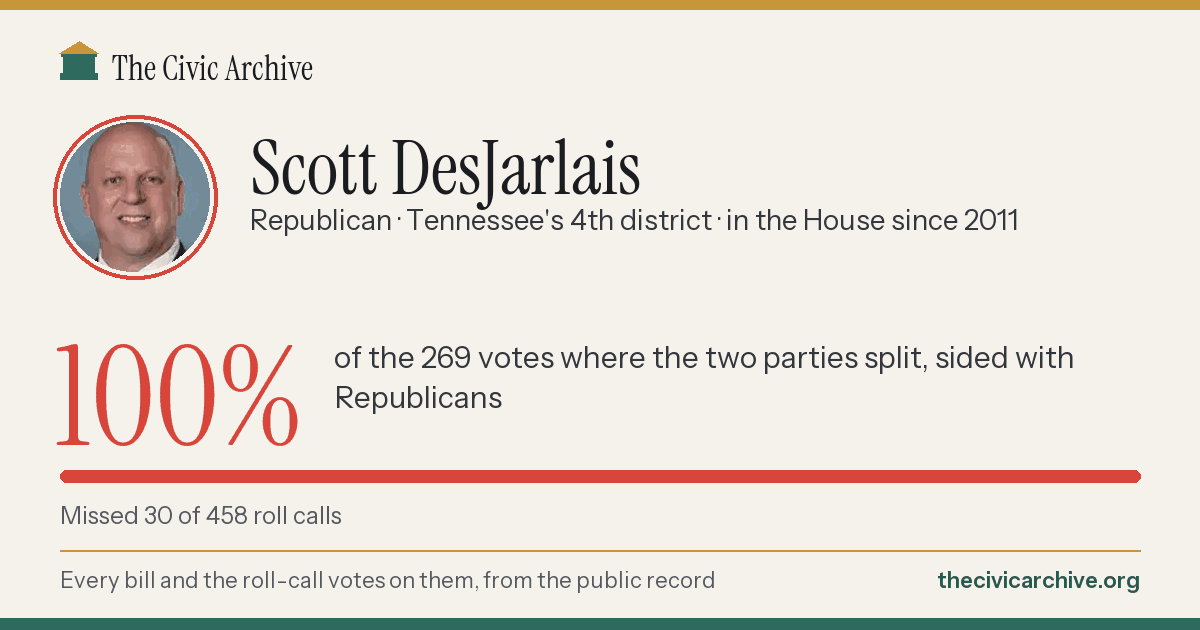 The Civic Archive
Scott DesJarlais
Republican · Tennessee's 4th district · in the House since 2011
100%
of the 269 votes where the two parties split, sided with
Republicans
Missed 30 of 458 roll calls
Every bill and the roll-call votes on them, from the public record
thecivicarchive.org